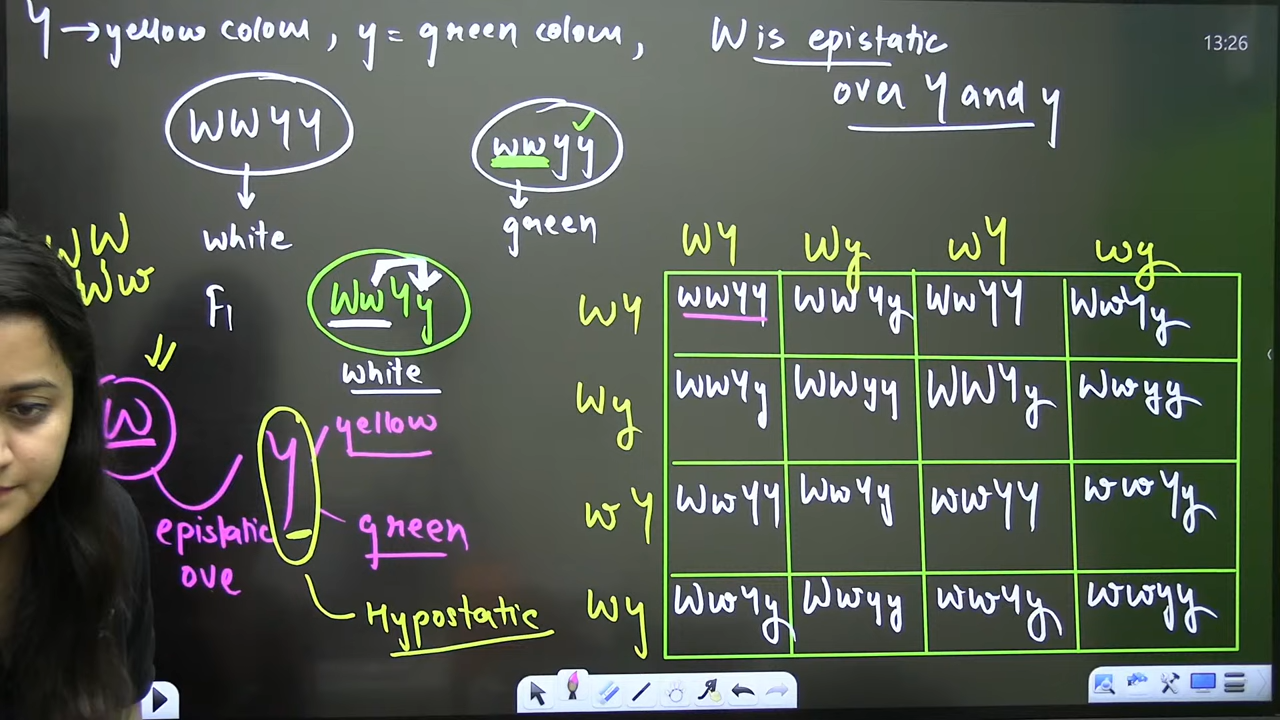 Y → yellow colour, y = green colour, W is epistatic
over Y and y
13:26
WWYY
wwyy
white
green
WW
Ww
F1
WwYy
white
W
Y
yellow
green
epistatic
ove
Hypostatic
WY Wy wY wy
WY WWYY WWYy WwYY WwYy
Wy WWYy WWyy WWYy Wwyy
wY WwYY WwYy wwYY wwYy
Wy WwYy Wwyy wwYy wwyy